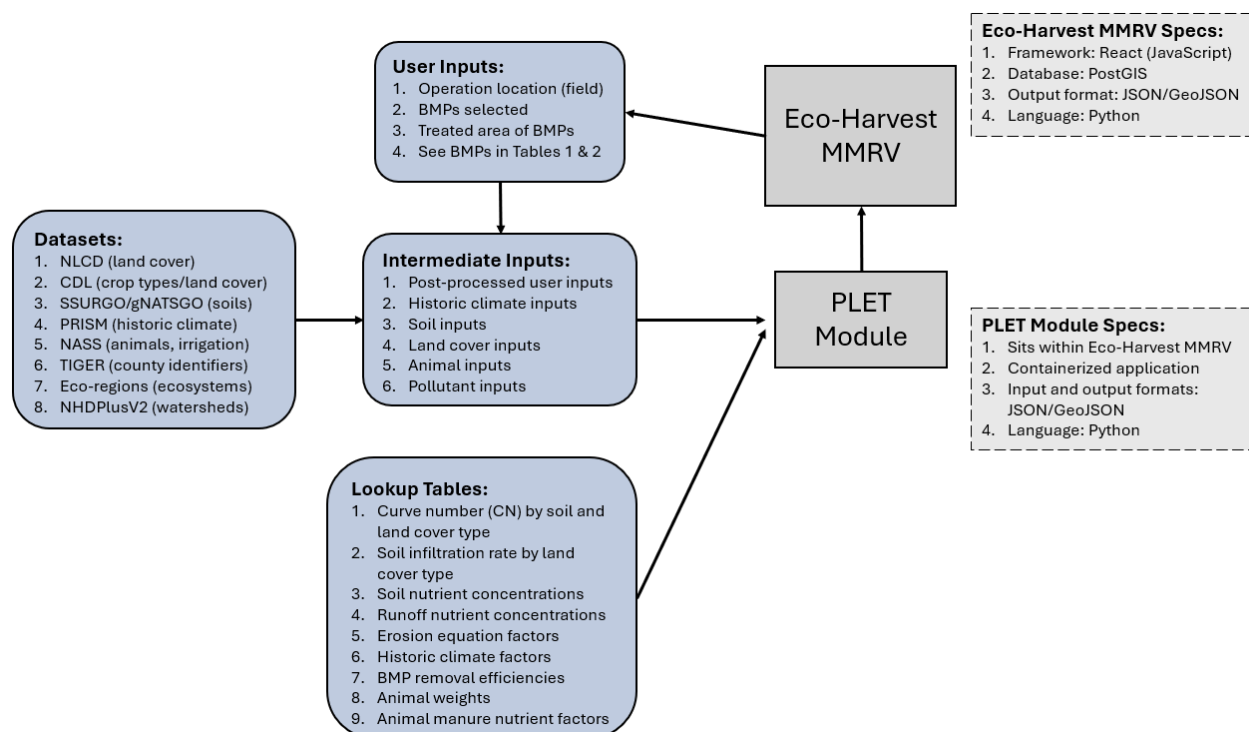 User Inputs:
1. Operation location (field)
2. BMPs selected
3. Treated area of BMPs
4. See BMPs in Tables 1 & 2
Eco-Harvest
MMRV
Eco-Harvest MMRV Specs:
1. Framework: React (JavaScript)
2. Database: PostGIS
3. Output format: JSON/GeoJSON
4. Language: Python
Datasets:
1. NLCD (land cover)
2. CDL (crop types/land cover)
3. SSURGO/gNATSGO (soils)
4. PRISM (historic climate)
5. NASS (animals, irrigation)
6. TIGER (county identifiers)
7. Eco-regions (ecosystems)
8. NHDPlusV2 (watersheds)
Intermediate Inputs:
1. Post-processed user inputs
2. Historic climate inputs
3. Soil inputs
4. Land cover inputs
5. Animal inputs
6. Pollutant inputs
PLET
Module
PLET Module Specs:
1. Sits within Eco-Harvest MMRV
2. Containerized application
3. Input and output formats:
JSON/GeoJSON
4. Language: Python
Lookup Tables:
1. Curve number (CN) by soil and
land cover type
2. Soil infiltration rate by land
cover type
3. Soil nutrient concentrations
4. Runoff nutrient concentrations
5. Erosion equation factors
6. Historic climate factors
7. BMP removal efficiencies
8. Animal weights
9. Animal manure nutrient factors